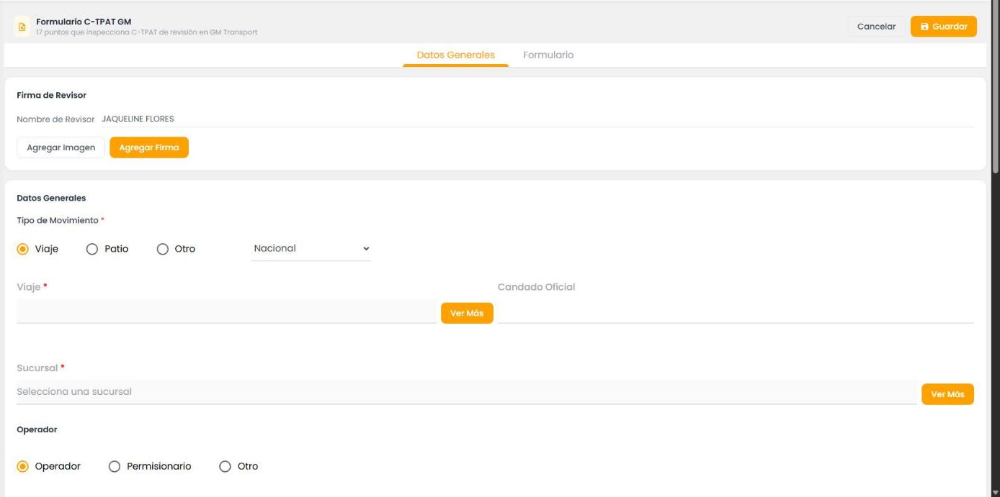 Formulario C-TPAT GM
17 puntos que inspecciona C-TPAT de revisión en GM Transport
Cancelar
Guardar
Datos Generales
Formulario
Firma de Revisor
Nombre de Revisor JAQUELINE FLORES
Agregar Imagen
Agregar Firma
Datos Generales
Tipo de Movimiento *
Viaje
Patio
Otro
Nacional
Viaje *
Candado Oficial
Ver Más
Sucursal *
Selecciona una sucursal
Ver Más
Operador
Operador
Permisionario
Otro